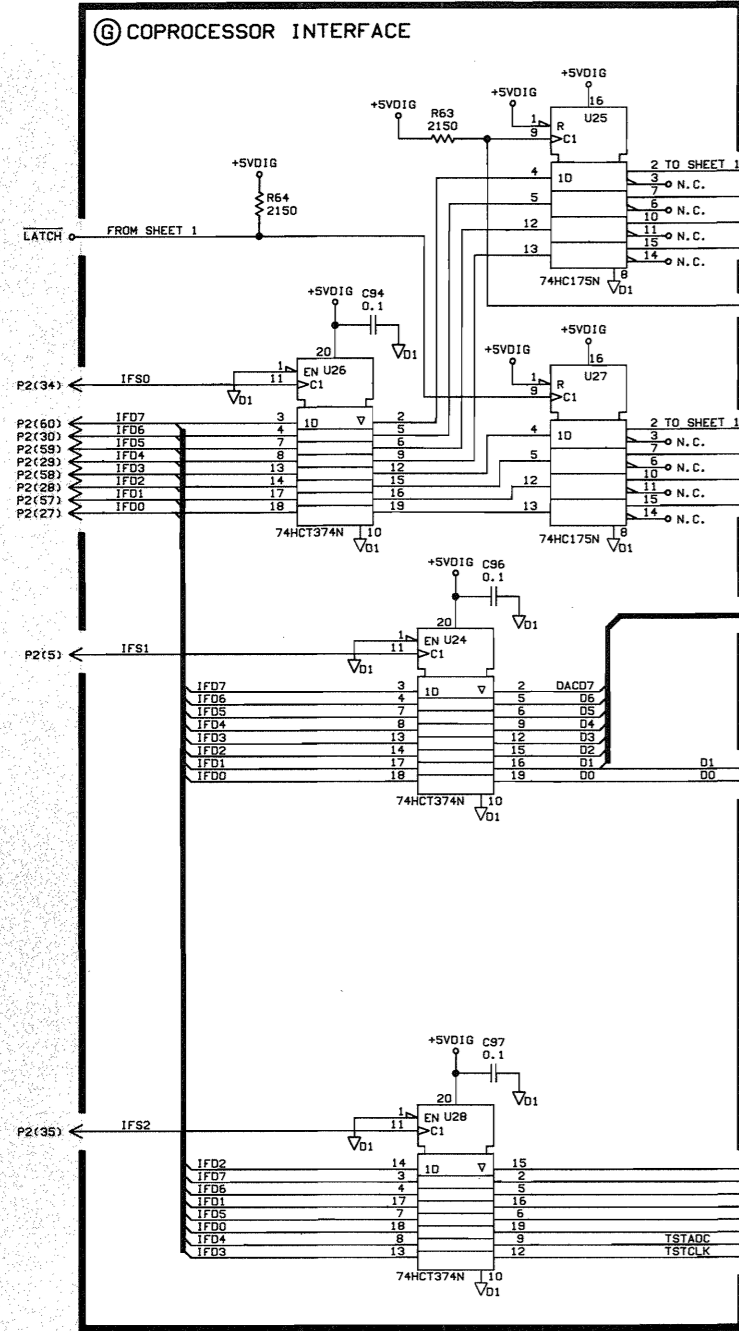 G COPROCESSOR INTERFACE
+5VDIG
16
U25
+5VDIG
1 R
9 C1
+5VDIG
R63
2150
4 1D
5
12
13
2 TO SHEET 1
3 N.C.
7
6 N.C.
10
11 N.C.
15
14 N.C.
8
74HC175N
D1
+5VDIG
R64
2150
LATCH
FROM SHEET 1
+5VDIG
C94
0.1
D1
20
1 EN U26
11 C1
D1
P2(34) IFS0
P2(60) IFD7 3 1D 2
P2(30) IFD6 4 5
P2(59) IFD5 7 6
P2(29) IFD4 8 9
P2(58) IFD3 13 12
P2(28) IFD2 14 15
P2(57) IFD1 17 16
P2(27) IFD0 18 19
74HCT374N
10
D1
+5VDIG
16
U27
+5VDIG
1 R
9 C1
4 1D
5
12
13
2 TO SHEET 1
3 N.C.
7
6 N.C.
10
11 N.C.
15
14 N.C.
8
74HC175N
D1
+5VDIG
C96
0.1
D1
20
1 EN U24
11 C1
D1
P2(5) IFS1
IFD7 3 1D 2 DACD7
IFD6 4 5 D6
IFD5 7 6 D5
IFD4 8 9 D4
IFD3 13 12 D3
IFD2 14 15 D2
IFD1 17 16 D1 D1
IFD0 18 19 D0 D0
74HCT374N
10
D1
+5VDIG
C97
0.1
D1
20
1 EN U28
11 C1
D1
P2(35) IFS2
IFD2 14 1D 15
IFD7 3 2
IFD6 4 5
IFD1 17 16
IFD5 7 6
IFD0 18 19
IFD4 8 9 TSTADC
IFD3 13 12 TSTCLK
74HCT374N
10
D1